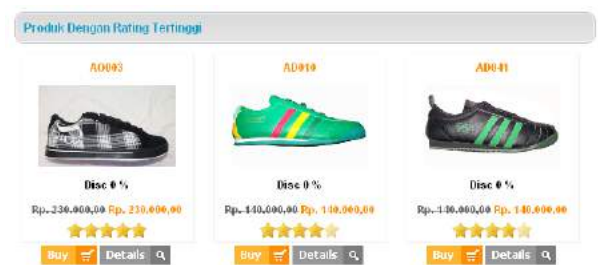 Produk Dengan Rating Tertinggi
AO003 AD010 AD041
Disc 0 % Disc 0 % Disc 0 %
Rp. 230.000,00 Rp. 230.000,00 Rp. 140.000,00 Rp. 140.000,00 Rp. 140.000,00 Rp. 140.000,00
Buy Details Buy Details Buy Details